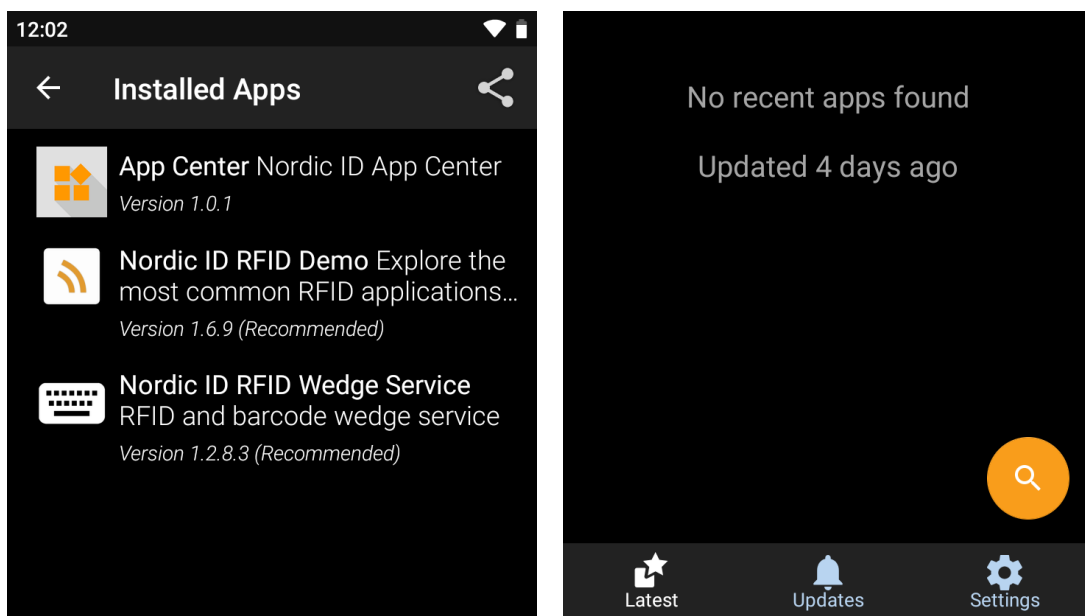 12:02
Installed Apps
App Center Nordic ID App Center
Version 1.0.1
Nordic ID RFID Demo Explore the
most common RFID applications...
Version 1.6.9 (Recommended)
Nordic ID RFID Wedge Service
RFID and barcode wedge service
Version 1.2.8.3 (Recommended)
No recent apps found
Updated 4 days ago
Latest
Updates
Settings